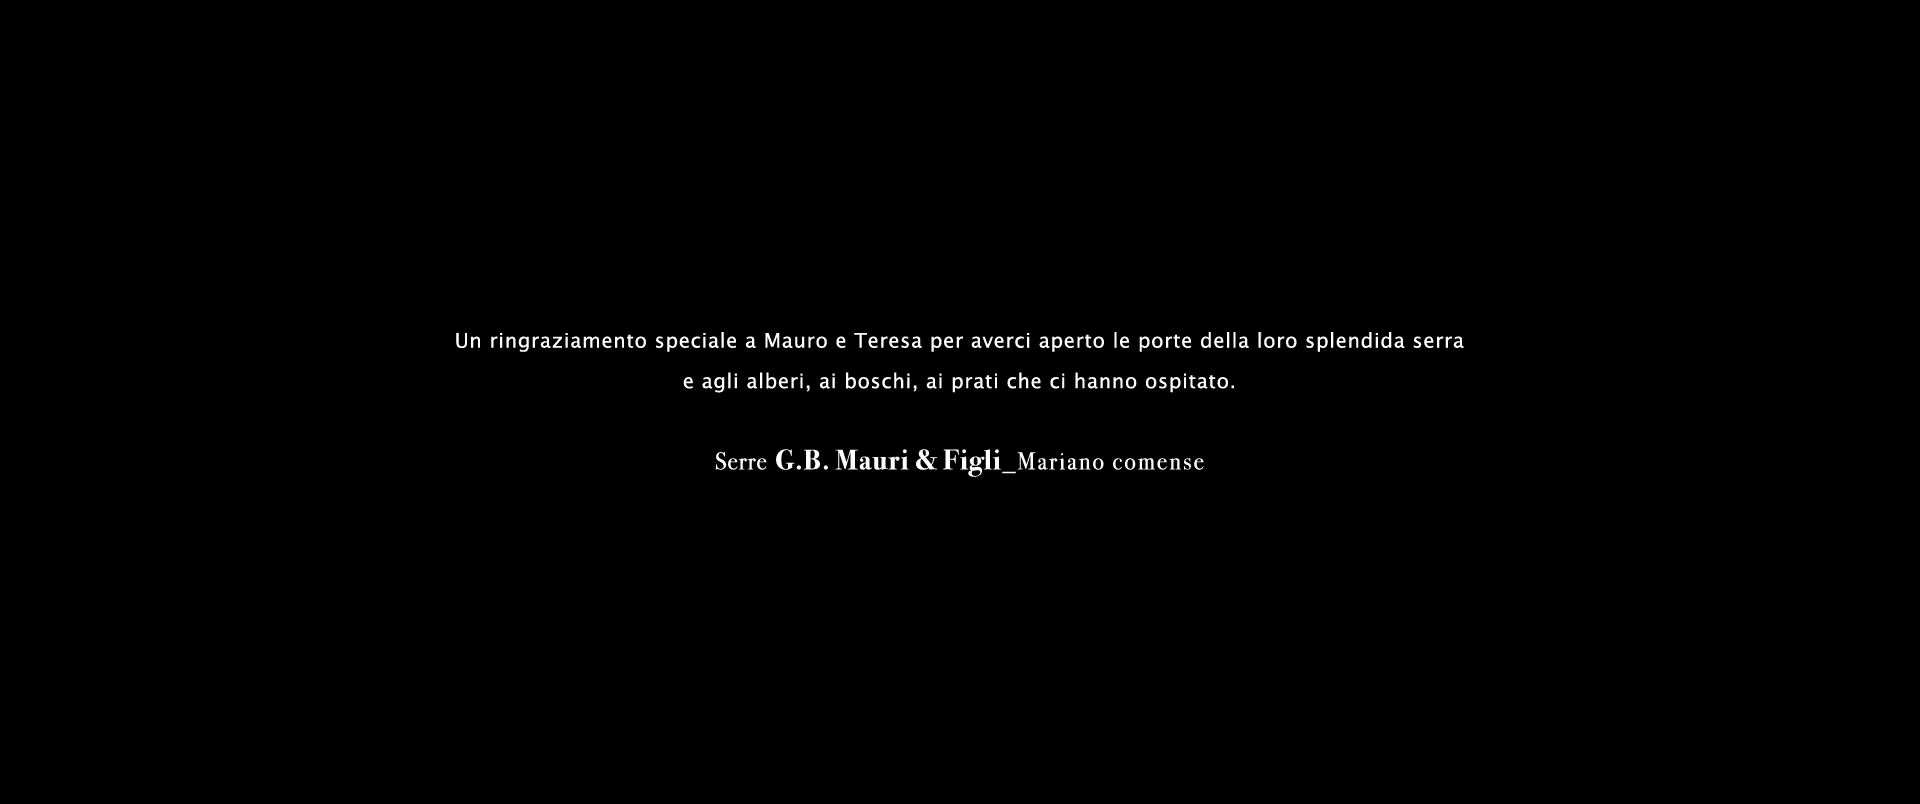 Un ringraziamento speciale a Mauro e Teresa per averci aperto le porte della loro splendida serra
e agli alberi, ai boschi, ai prati che ci hanno ospitato.
Serre G.B. Mauri & Figli_Mariano comense